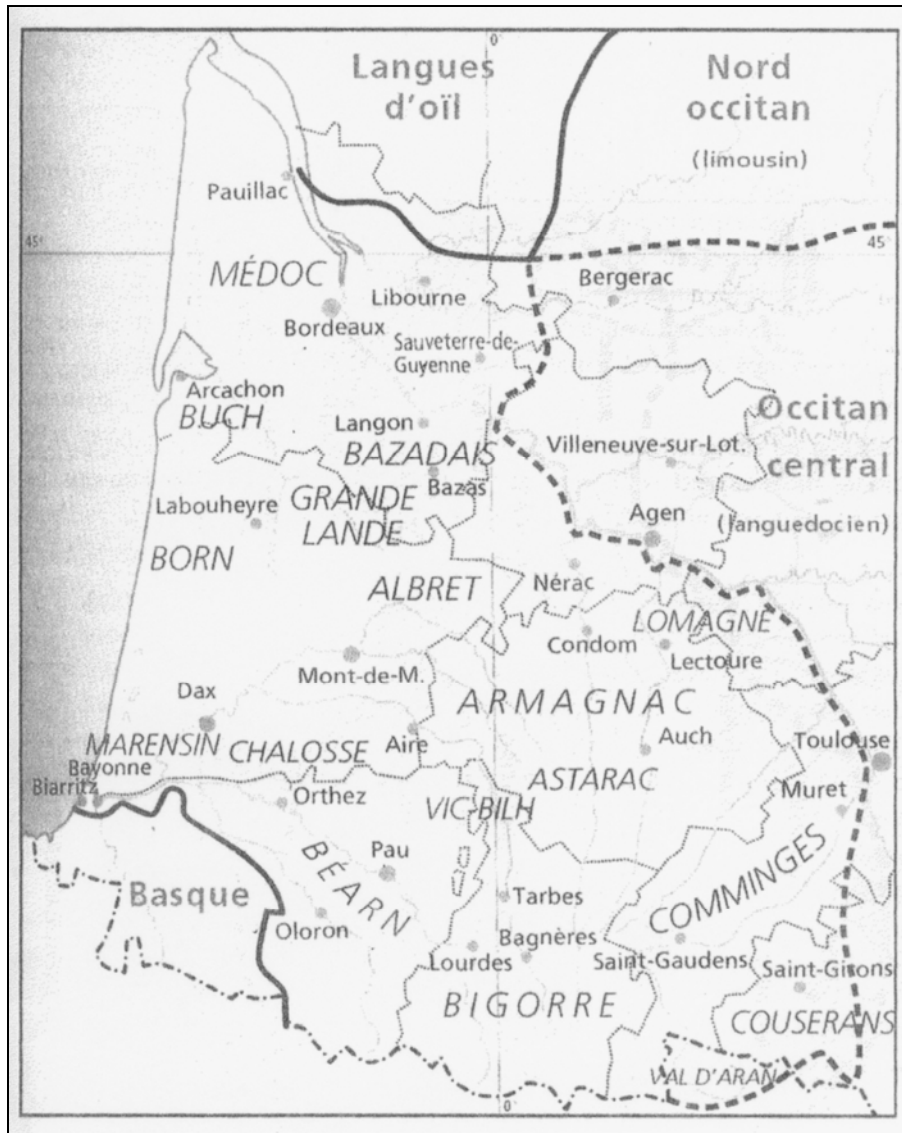 0
Langues
d'oïl
Nord
occitan
(limousin)
Pauillac
45°
45°
MÉDOC
Bergerac
Libourne
Bordeaux
Sauveterre-de-
Guyenne
Arcachon
BUCH
Occitan
Langon
BAZADAIS
Villeneuve-sur-Lot.
central
Bazas
GRANDE
LANDE
Labouheyre
Agen
(languedocien)
BORN
Nérac
ALBRET
LOMAGNE
Condom
Lectoure
Mont-de-M.
Dax
ARMAGNAC
MARENSIN
CHALOSSE
Aire
Auch
Toulouse
Bayonne
Biarritz
ASTARAC
Orthez
VIC-BILH
Muret
BÉARN
Pau
COMMINGES
Basque
Tarbes
Oloron
Bagnères
Lourdes
Saint-Gaudens
Saint-Girons
BIGORRE
COUSERANS
VAL D'ARAN
0°